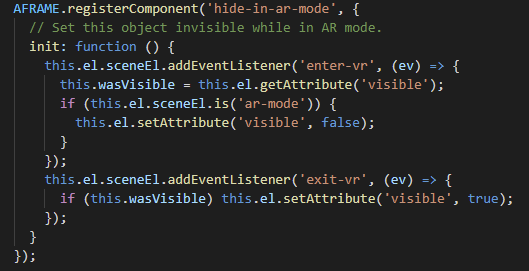 AFRAME.registerComponent('hide-in-ar-mode', {
  // Set this object invisible while in AR mode.
  init: function () {
    this.el.sceneEl.addEventListener('enter-vr', (ev) => {
      this.wasVisible = this.el.getAttribute('visible');
      if (this.el.sceneEl.is('ar-mode')) {
        this.el.setAttribute('visible', false);
      }
    });
    this.el.sceneEl.addEventListener('exit-vr', (ev) => {
      if (this.wasVisible) this.el.setAttribute('visible', true);
    });
  }
});